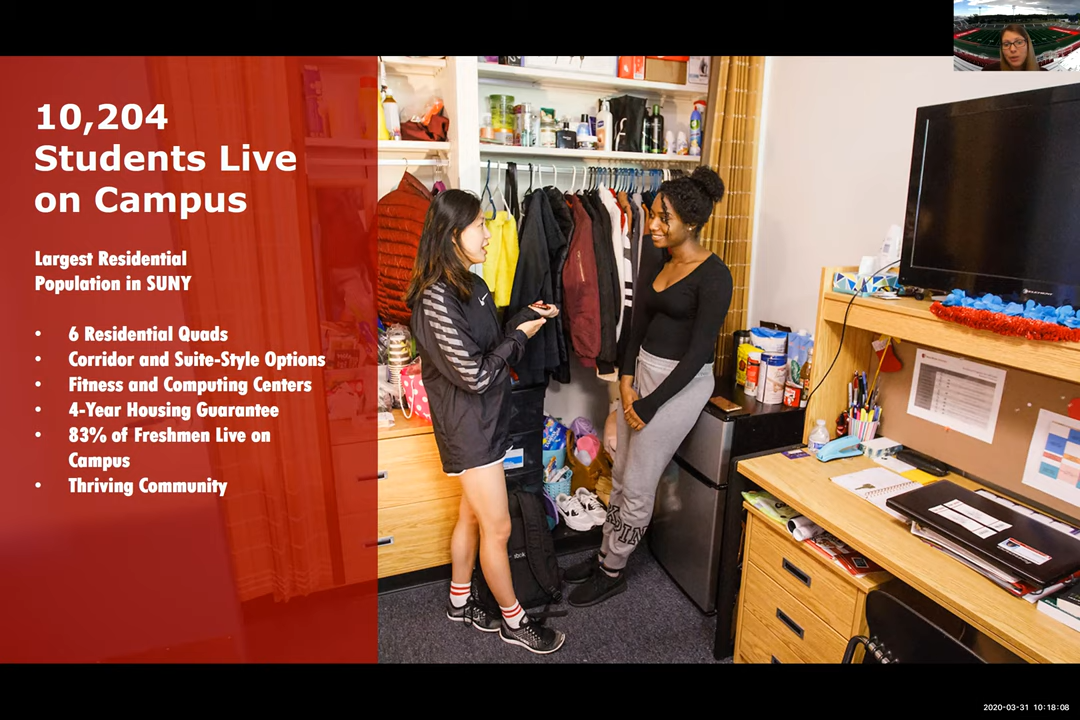 10,204
Students Live
on Campus
Largest Residential
Population in SUNY
• 6 Residential Quads
• Corridor and Suite-Style Options
• Fitness and Computing Centers
• 4-Year Housing Guarantee
• 83% of Freshmen Live on
Campus
• Thriving Community
2020-03-31 10:18:08